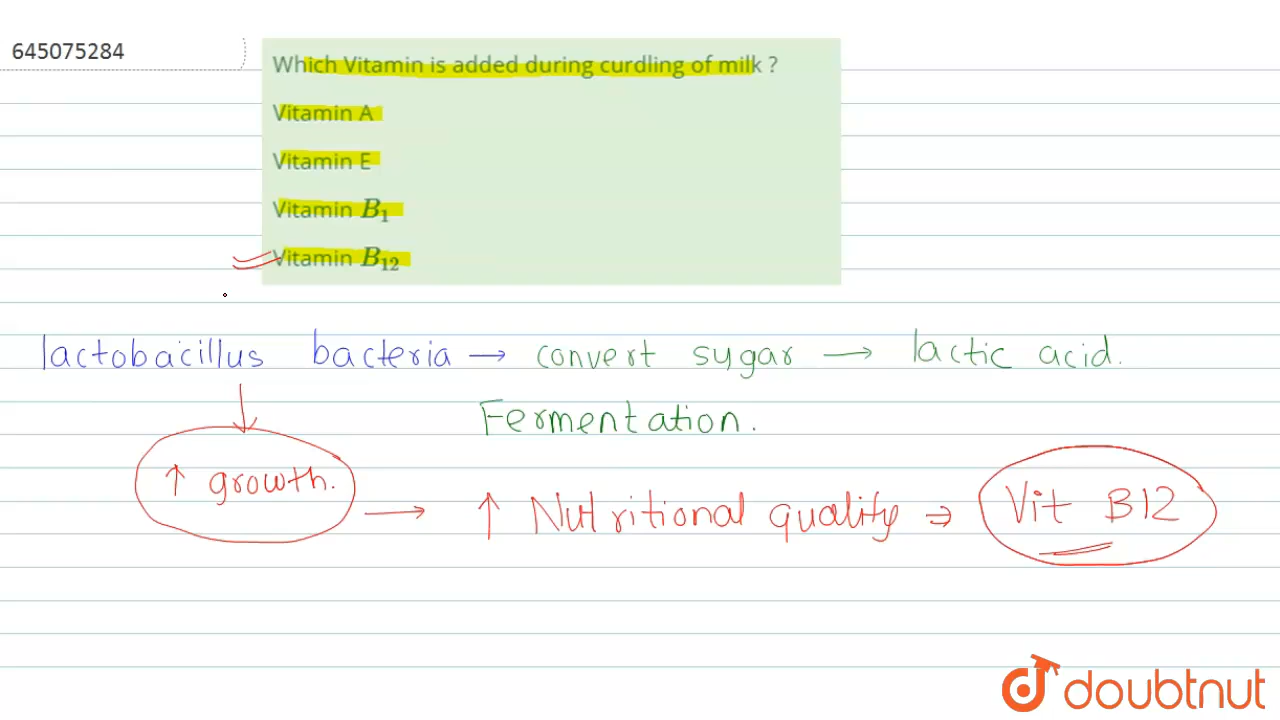 645075284
Which Vitamin is added during curdling of milk ?
Vitamin A
Vitamin E
Vitamin B₁
Vitamin B₁₂
lactobacillus bacteria → convert sugar → lactic acid.
↓ Fermentation.
↑ growth. → ↑ Nutritional quality ⇒ Vit B12
doubtnut